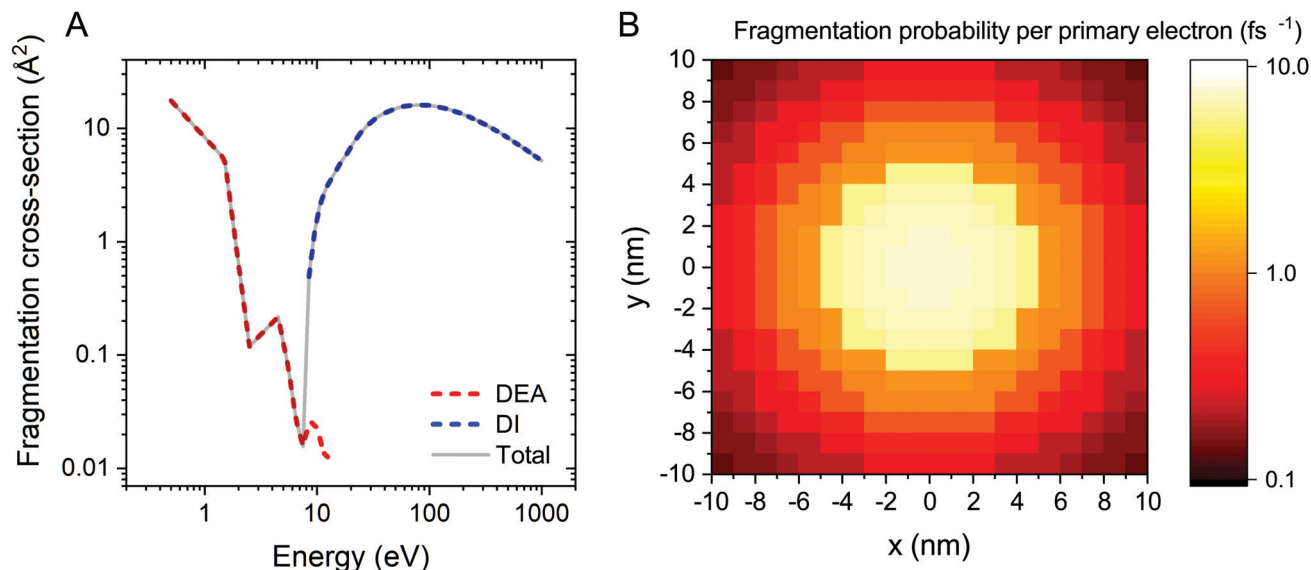 A
Fragmentation cross-section (Å²)
10
1
0.1
0.01
DEA
DI
Total
1
10
100
1000
Energy (eV)
B
Fragmentation probability per primary electron (fs ⁻¹)
10
8
6
4
2
0
-2
-4
-6
-8
-10
y (nm)
-10 -8 -6 -4 -2 0 2 4 6 8 10
x (nm)
10.0
1.0
0.1